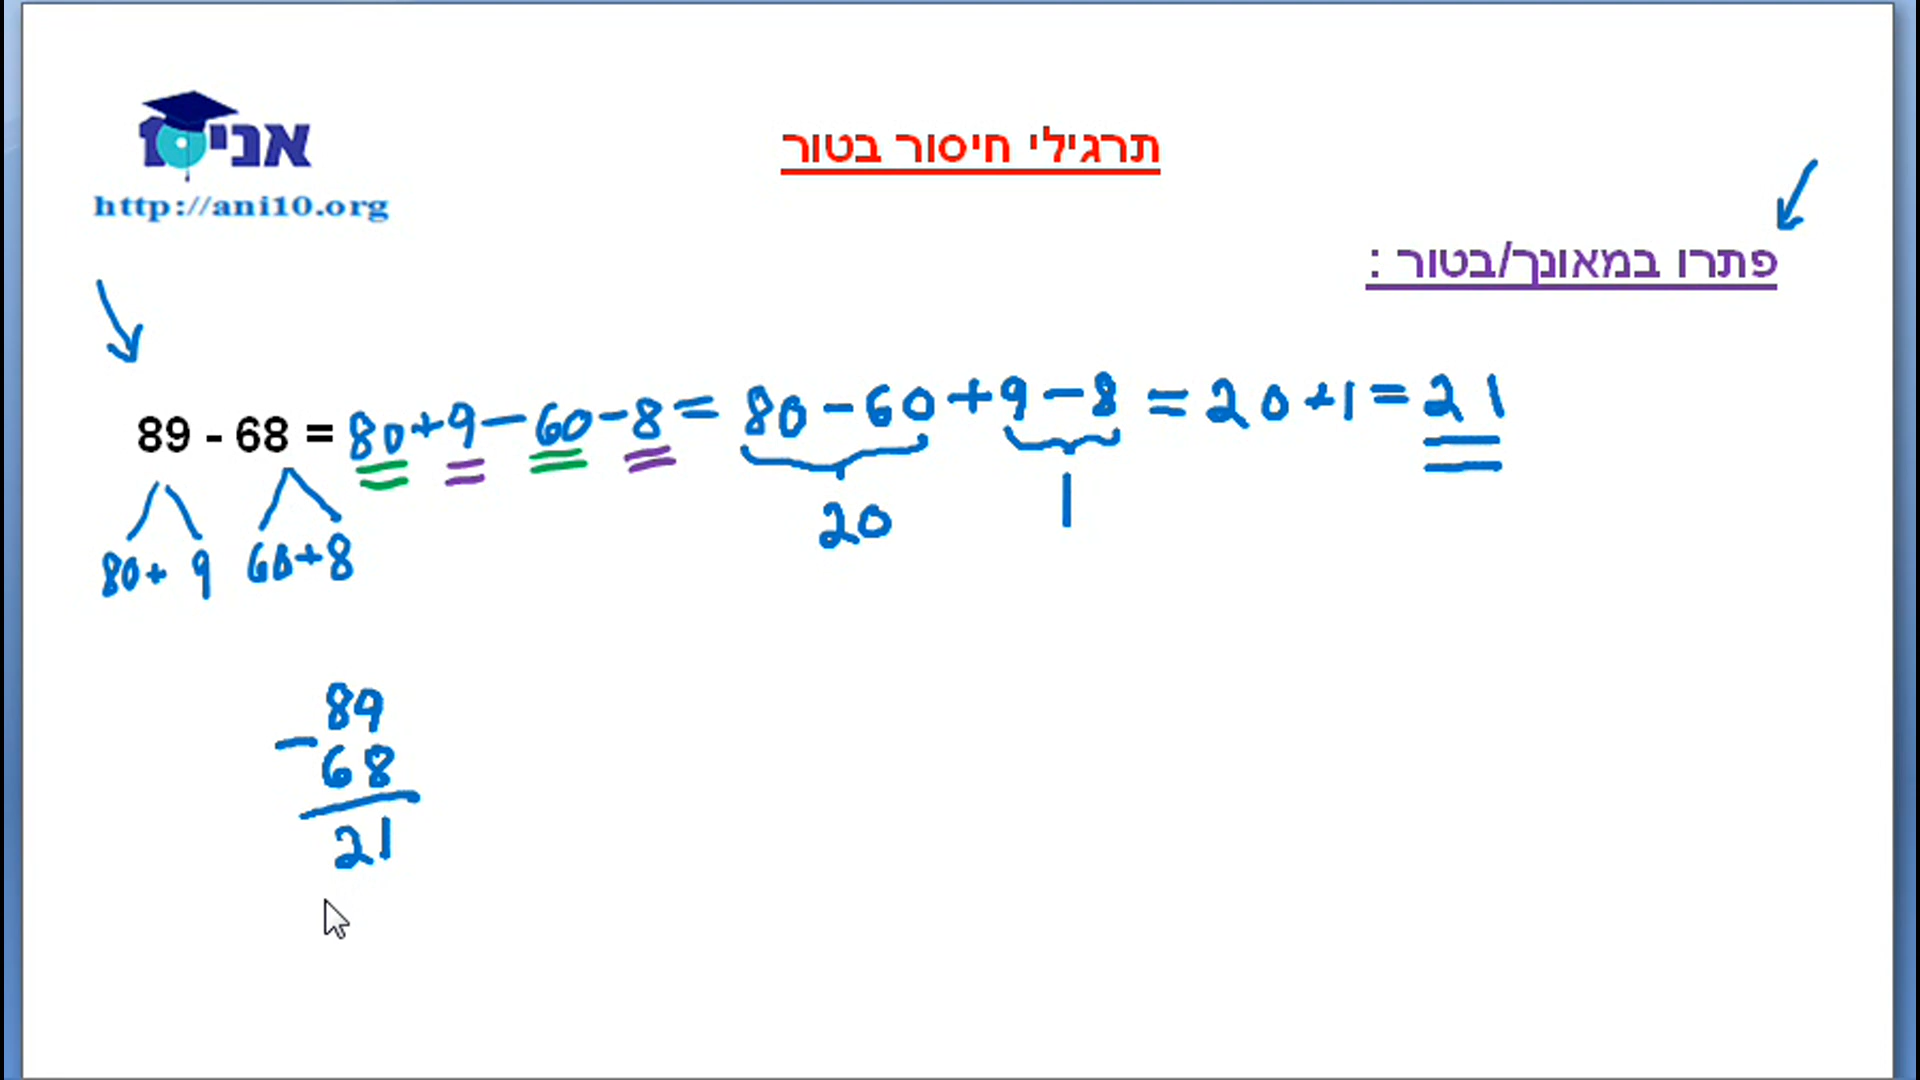 אני10
http://ani10.org
תרגילי חיסור בטור
פתרו במאונך/בטור :
89 - 68 = 80+9-60-8 = 80-60+9-8 = 20+1 = 21
20 1
80+ 9 60+8
89
-
68
21